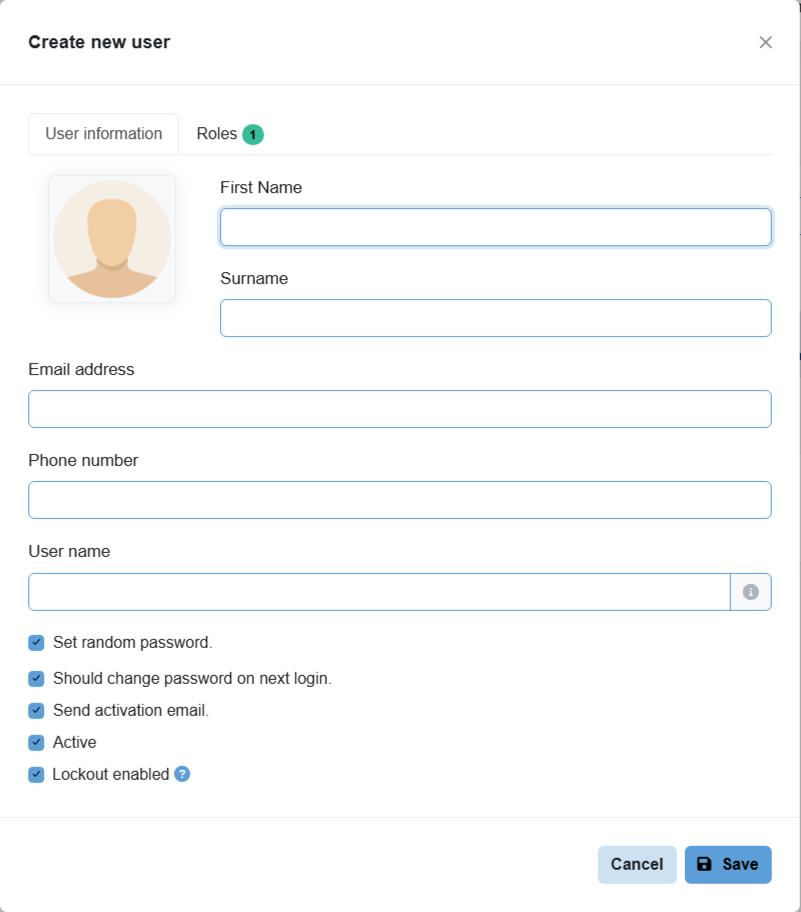 Create new user
User information
Roles 1
First Name
Surname
Email address
Phone number
User name
Set random password.
Should change password on next login.
Send activation email.
Active
Lockout enabled ?
Cancel
Save